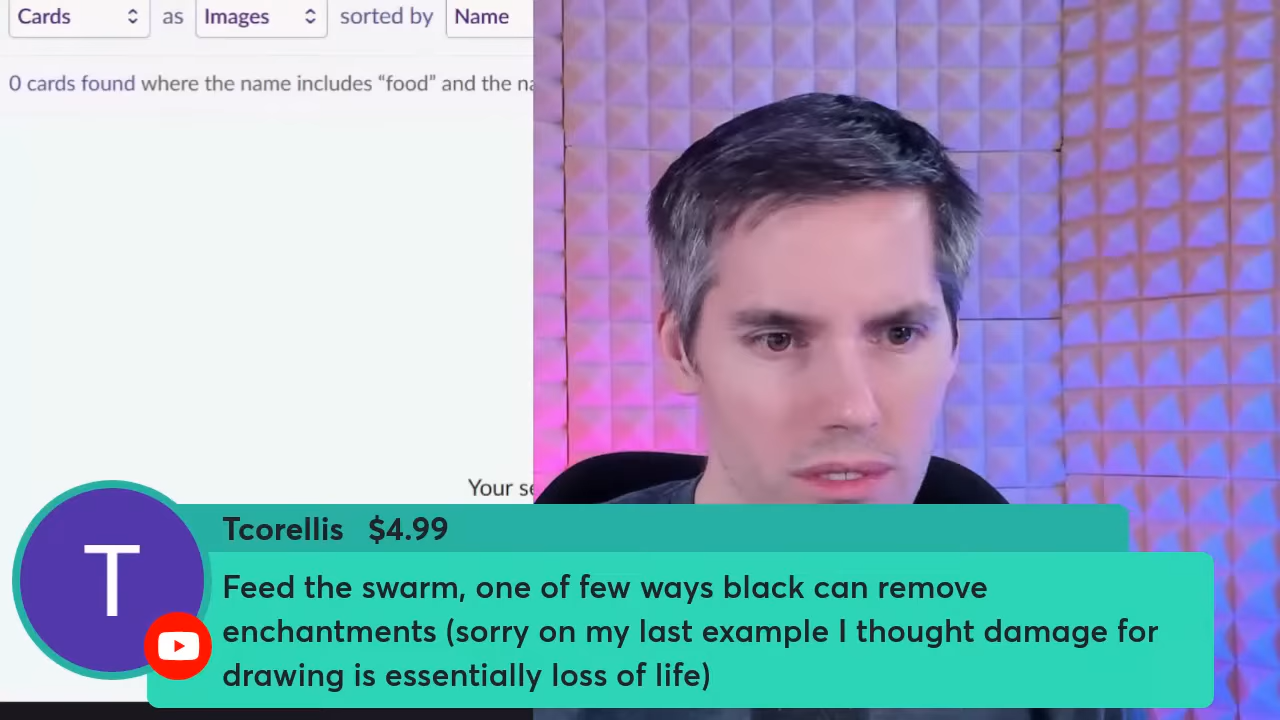 Cards as Images sorted by Name
0 cards found where the name includes “food” and the
Your
T
Tcorellis $4.99
Feed the swarm, one of few ways black can remove
enchantments (sorry on my last example I thought damage for
drawing is essentially loss of life)